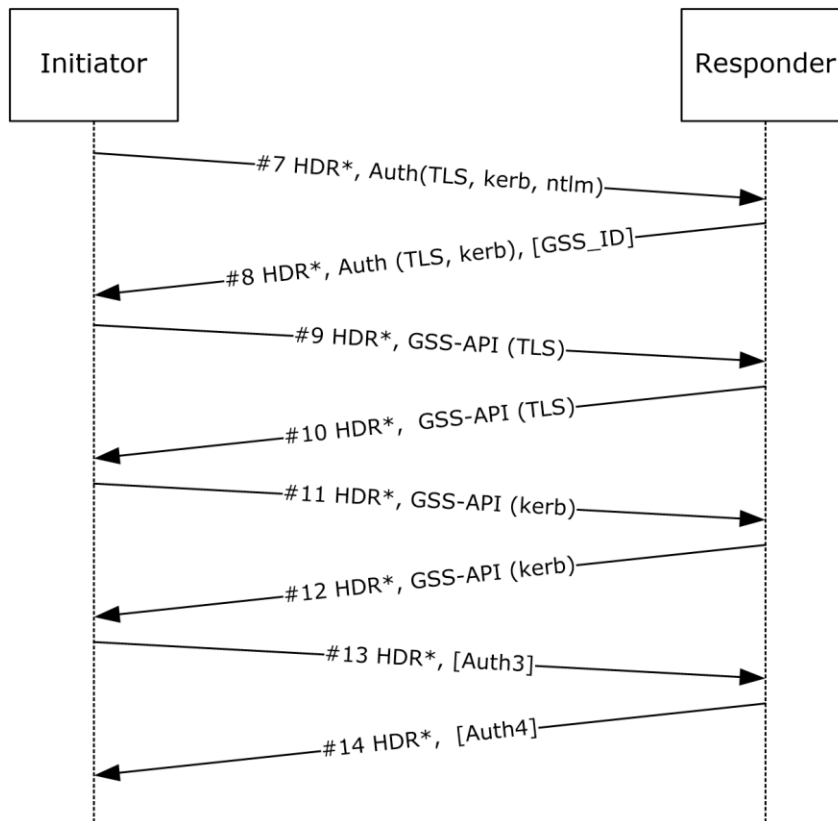 Initiator
Responder
#7 HDR*, Auth(TLS, kerb, ntlm)
#8 HDR*, Auth (TLS, kerb), [GSS_ID]
#9 HDR*, GSS-API (TLS)
#10 HDR*,  GSS-API (TLS)
#11 HDR*, GSS-API (kerb)
#12 HDR*, GSS-API (kerb)
#13 HDR*, [Auth3]
#14 HDR*,  [Auth4]